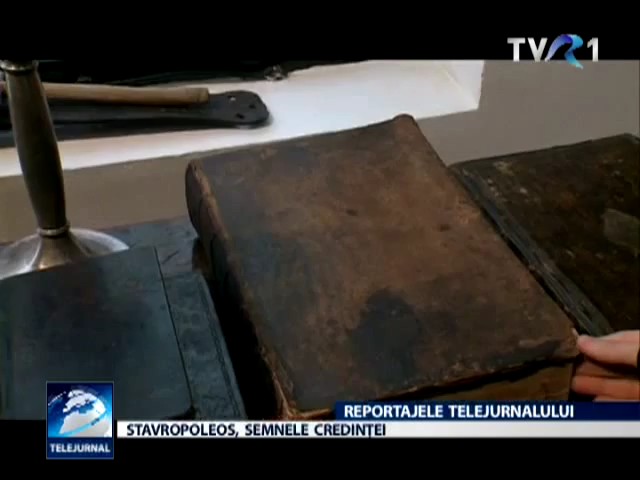 TVR1
REPORTAJELE TELEJURNALULUI
STAVROPOLEOS, SEMNELE CREDINȚEI
TELEJURNAL